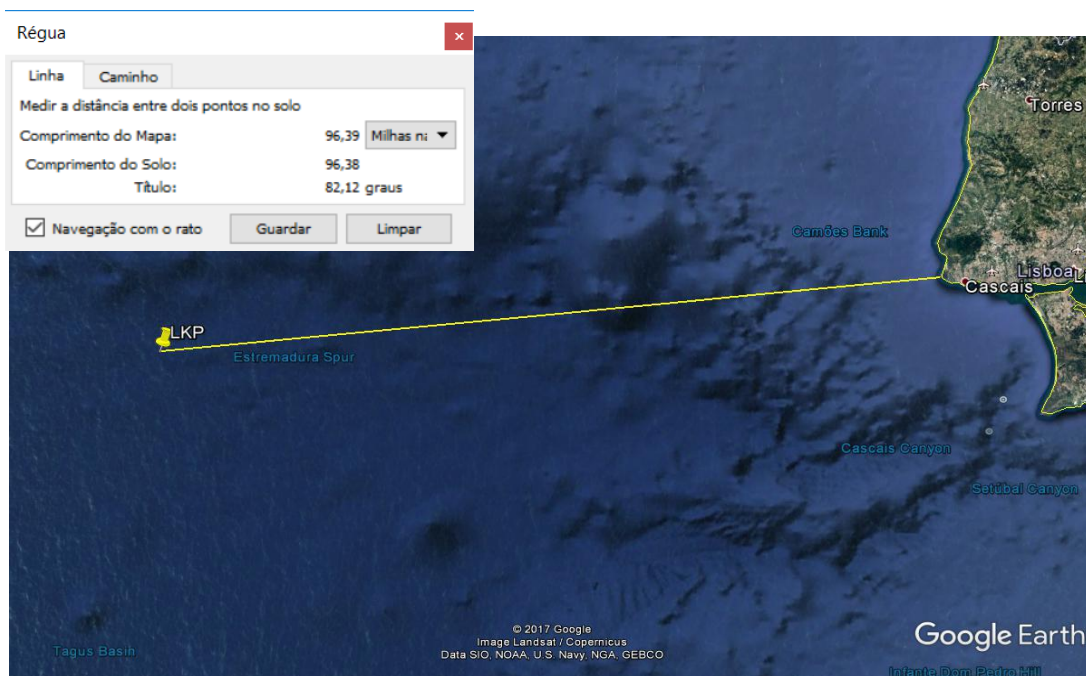 Régua
Linha Caminho
Medir a distância entre dois pontos no solo
Comprimento do Mapa: 96,39 Milhas
Comprimento do Solo: 96,38
Título: 82,12 graus
Navegação com o rato Guardar Limpar
Torres
Camões Bank
Lisboa
Cascais
LKP
Estremadura Spur
Cascais Canyon
Setúbal Canyon
© 2017 Google
Image Landsat / Copernicus
Data SIO, NOAA, U.S. Navy, NGA, GEBCO
Google Earth
Tagus Basin
Infante Dom Pedro Hill